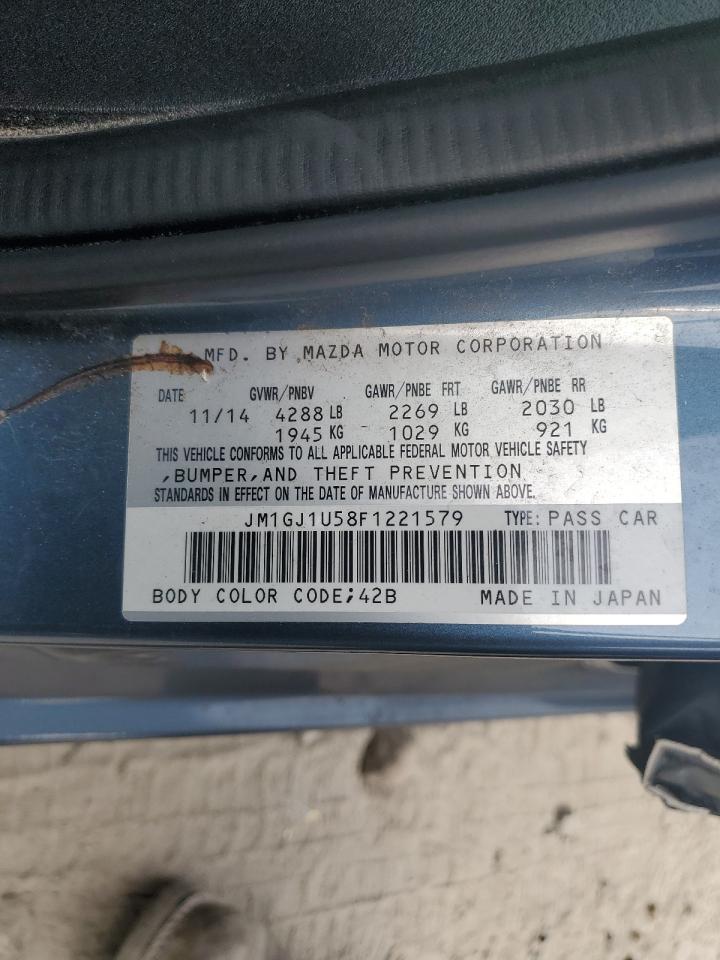 MFD. BY MAZDA MOTOR CORPORATION
DATE GVWR/PNBV GAWR/PNBE FRT GAWR/PNBE RR
11/14 4288 LB 2269 LB 2030 LB
1945 KG 1029 KG 921 KG
THIS VEHICLE CONFORMS TO ALL APPLICABLE FEDERAL MOTOR VEHICLE SAFETY
,BUMPER,AND THEFT PREVENTION
STANDARDS IN EFFECT ON THE DATE OF MANUFACTURE SHOWN ABOVE.
JM1GJ1U58F1221579 TYPE: PASS CAR
BODY COLOR CODE;42B MADE IN JAPAN